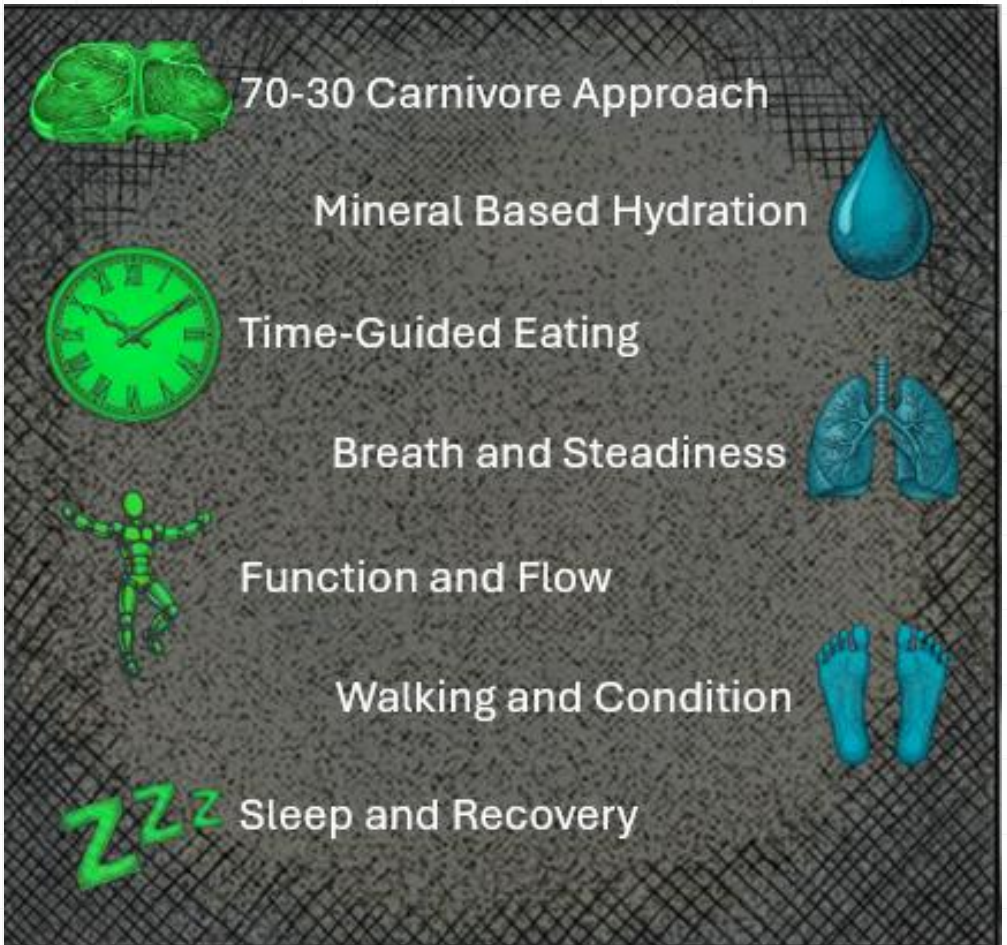 70-30 Carnivore Approach
Mineral Based Hydration
Time-Guided Eating
Breath and Steadiness
Function and Flow
Walking and Condition
zzz Sleep and Recovery